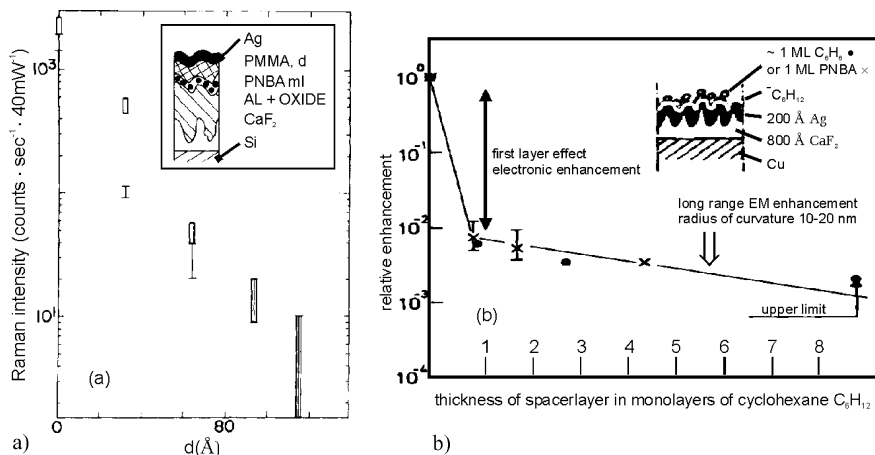 Raman intensity (counts · sec⁻¹ · 40mW⁻¹)
10³
10¹
Ag
PMMA, d
PNBA ml
AL + OXIDE
CaF₂
Si
(a)
0
80
d(Å)
a)
relative enhancement
10⁰
10⁻¹
10⁻²
10⁻³
10⁻⁴
~ 1 ML C₆H₆ ●
or 1 ML PNBA ×
C₆H₁₂
200 Å Ag
800 Å CaF₂
Cu
first layer effect
electronic enhancement
long range EM enhancement
radius of curvature 10-20 nm
(b)
upper limit
1 2 3 4 5 6 7 8
thickness of spacerlayer in monolayers of cyclohexane C₆H₁₂
b)